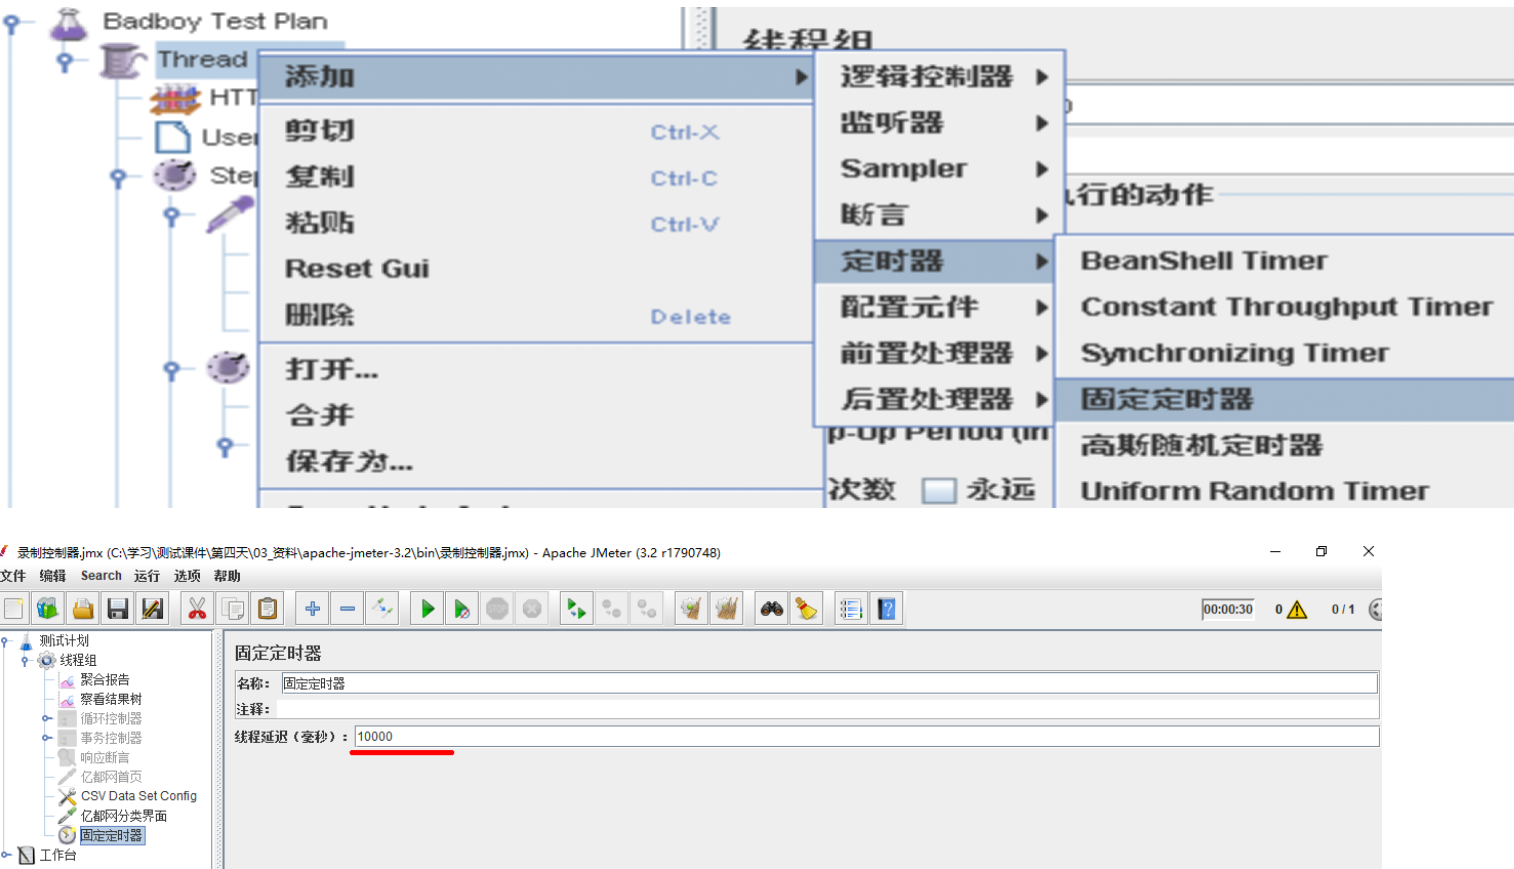 Badboy Test Plan
Thread
HTT
User
Step
线程组
添加
剪切 Ctrl-X
复制 Ctrl-C
粘贴 Ctrl-V
Reset Gui
删除 Delete
打开...
合并
保存为...
逻辑控制器
监听器
Sampler
断言
定时器
配置元件
前置处理器
后置处理器
执行的动作
BeanShell Timer
Constant Throughput Timer
Synchronizing Timer
固定定时器
高斯随机定时器
Uniform Random Timer
p-Up Period (in
次数 永远
录制控制器.jmx (C:\学习\测试课件\第四天\03_资料\apache-jmeter-3.2\bin\录制控制器.jmx) - Apache JMeter (3.2 r1790748)
文件 编辑 Search 运行 选项 帮助
STOP
00:00:30 0 0 / 1
测试计划
线程组
聚合报告
察看结果树
循环控制器
事务控制器
响应断言
亿都网首页
CSV Data Set Config
亿都网分类界面
固定定时器
工作台
固定定时器
名称: 固定定时器
注释:
线程延迟（毫秒）: 10000